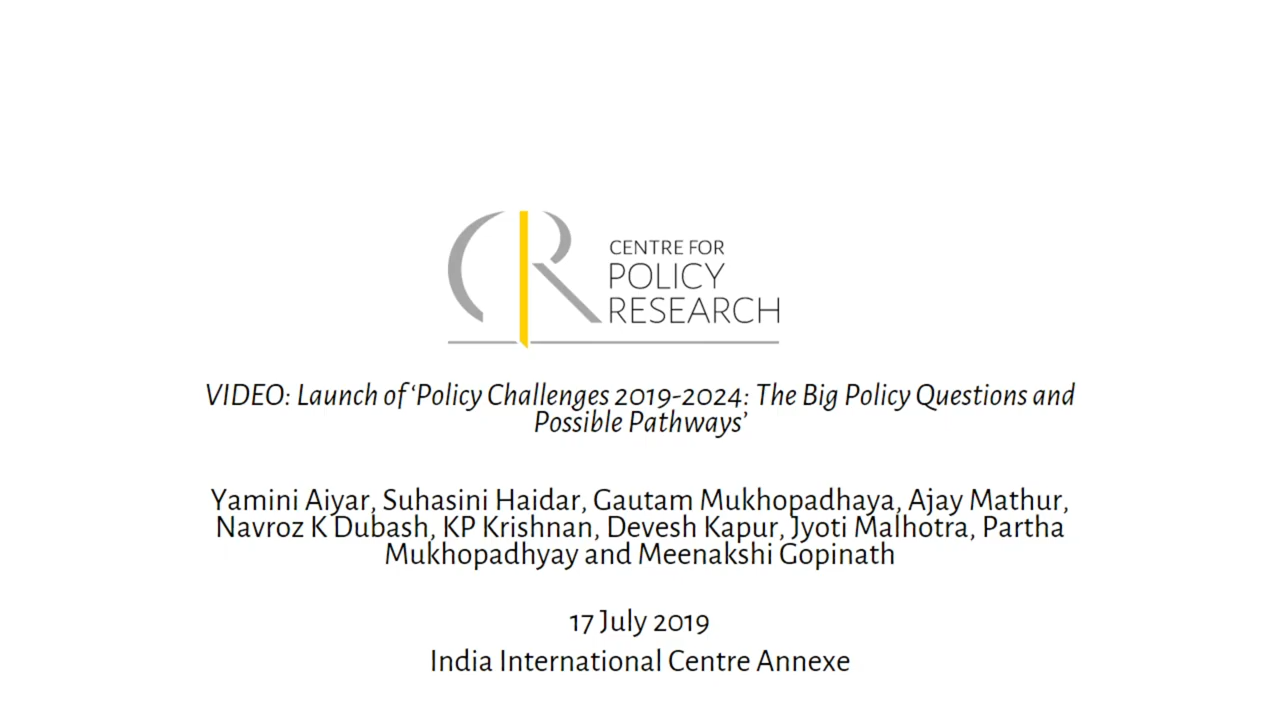 CENTRE FOR
POLICY
RESEARCH
VIDEO: Launch of ‘Policy Challenges 2019-2024: The Big Policy Questions and
Possible Pathways’
Yamini Aiyar, Suhasini Haidar, Gautam Mukhopadhaya, Ajay Mathur,
Navroz K Dubash, KP Krishnan, Devesh Kapur, Jyoti Malhotra, Partha
Mukhopadhyay and Meenakshi Gopinath
17 July 2019
India International Centre Annexe